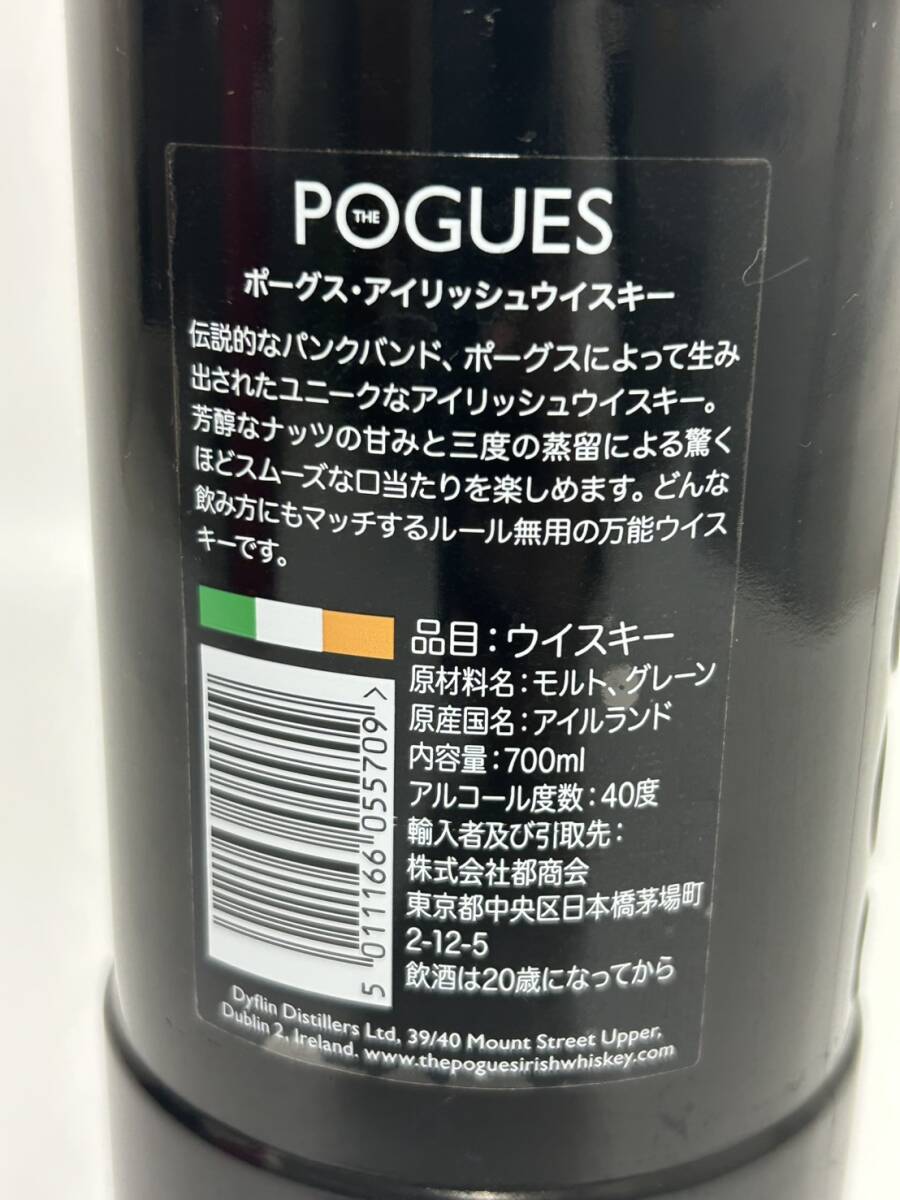 THE POGUES
ポーグス・アイリッシュウイスキー
伝説的なパンクバンド、ポーグスによって生み
出されたユニークなアイリッシュウイスキー。
芳醇なナッツの甘みと三度の蒸留による驚く
ほどスムーズな口当たりを楽しめます。どんな
飲み方にもマッチするルール無用の万能ウイス
キーです。
品目:ウイスキー
原材料名:モルト、グレーン
原産国名:アイルランド
内容量:700ml
アルコール度数:40度
輸入者及び引取先:
株式会社都商会
東京都中央区日本橋茅場町
2-12-5
飲酒は20歳になってから
5 011166 055709 >
Dyflin Distillers Ltd, 39/40 Mount Street Upper,
Dublin 2, Ireland. www.thepoguesirishwhiskey.com